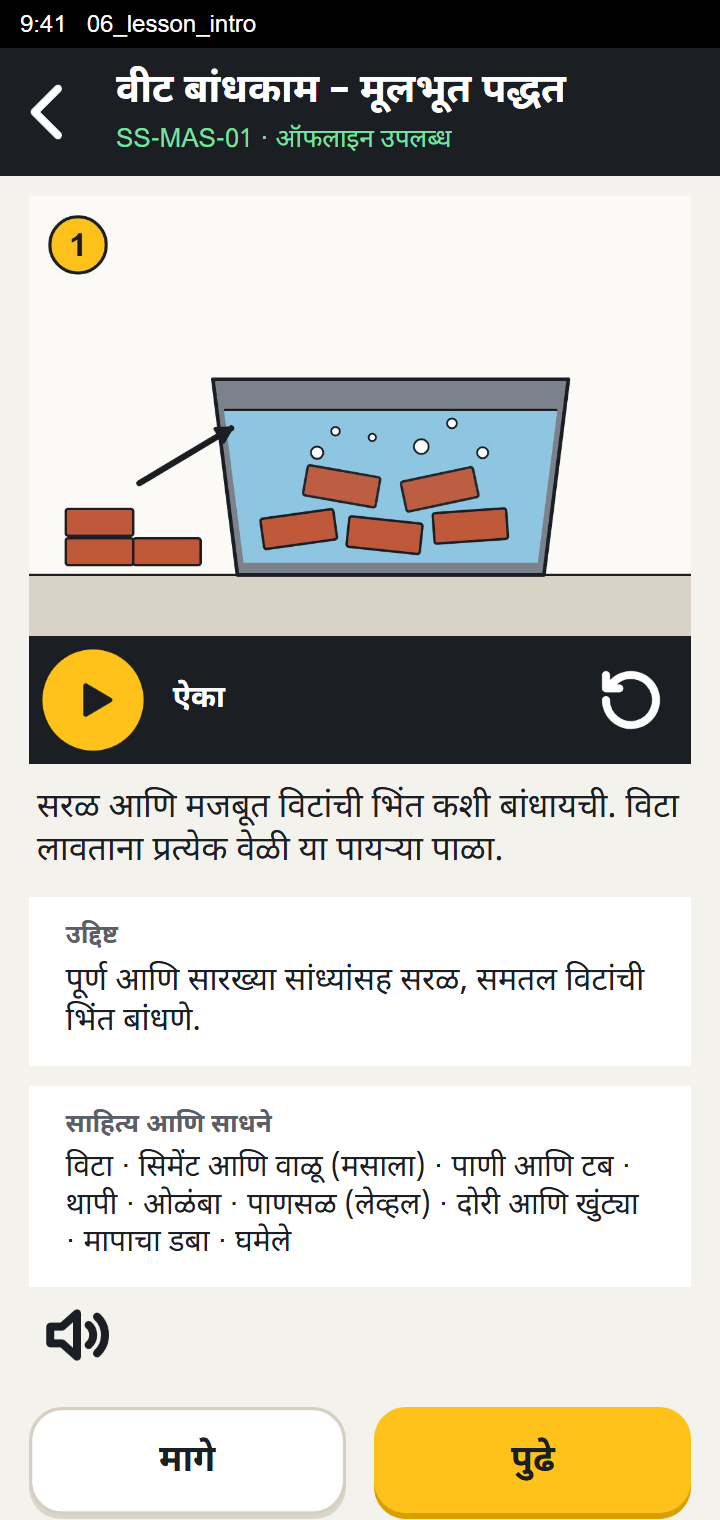 9:41 06_lesson_intro
वीट बांधकाम – मूलभूत पद्धत
SS-MAS-01 · ऑफलाइन उपलब्ध
1
ऐका
सरळ आणि मजबूत विटांची भिंत कशी बांधायची. विटा
लावताना प्रत्येक वेळी या पायऱ्या पाळा.
उद्दिष्ट
पूर्ण आणि सारख्या सांध्यांसह सरळ, समतल विटांची
भिंत बांधणे.
साहित्य आणि साधने
विटा · सिमेंट आणि वाळू (मसाला) · पाणी आणि टब ·
थापी · ओळंबा · पाणसळ (लेव्हल) · दोरी आणि खुंट्या
· मापाचा डबा · घमेले
मागे
पुढे